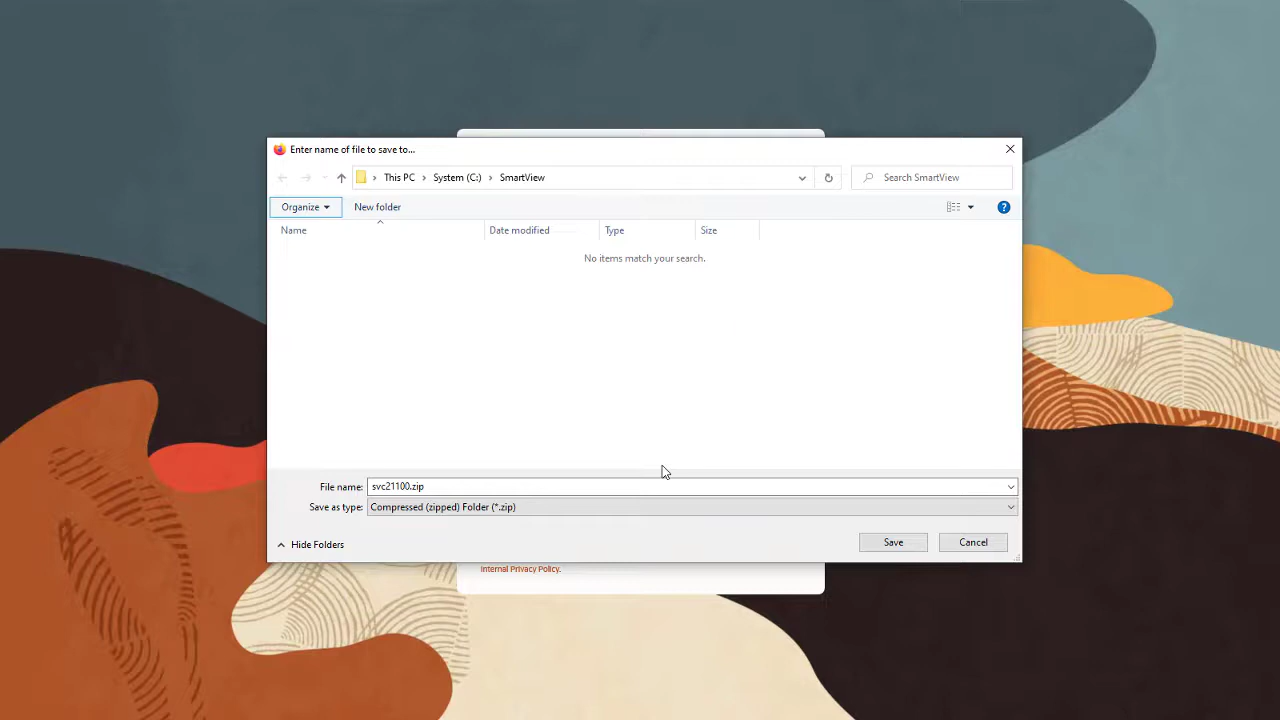 Enter name of file to save to...
This PC
System (C:)
SmartView
Search SmartView
Organize
New folder
Name
Date modified
Type
Size
No items match your search.
File name:
svc21100.zip
Save as type:
Compressed (zipped) Folder (*.zip)
Hide Folders
Save
Cancel
Internal Privacy Policy.